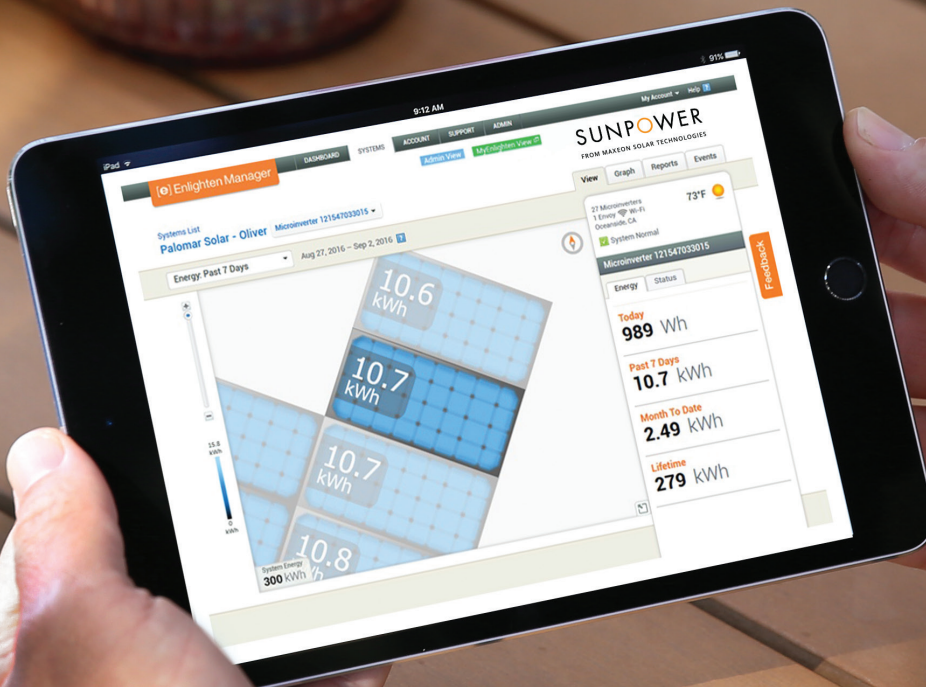 iPad
9:12 AM
91%
[e] Enlighten Manager
DASHBOARD
SYSTEMS
ACCOUNT
SUPPORT
ADMIN
My Account
Help ?
Admin View
MyEnlighten View
SUNPOWER
FROM MAXEON SOLAR TECHNOLOGIES
Systems List
Palomar Solar - Oliver
Microinverter 121547033015
View
Graph
Reports
Events
Energy: Past 7 Days
Aug 27, 2016 – Sep 2, 2016 ?
27 Microinverters
1 Envoy Wi-Fi
Oceanside, CA
73°F
System Normal
Microinverter 121547033015
Feedback
Energy
Status
Today
989 Wh
Past 7 Days
10.7 kWh
Month To Date
2.49 kWh
Lifetime
279 kWh
10.6
kWh
10.7
kWh
10.7
kWh
10.8
15.8
kWh
0
kWh
System Energy
300 kWh